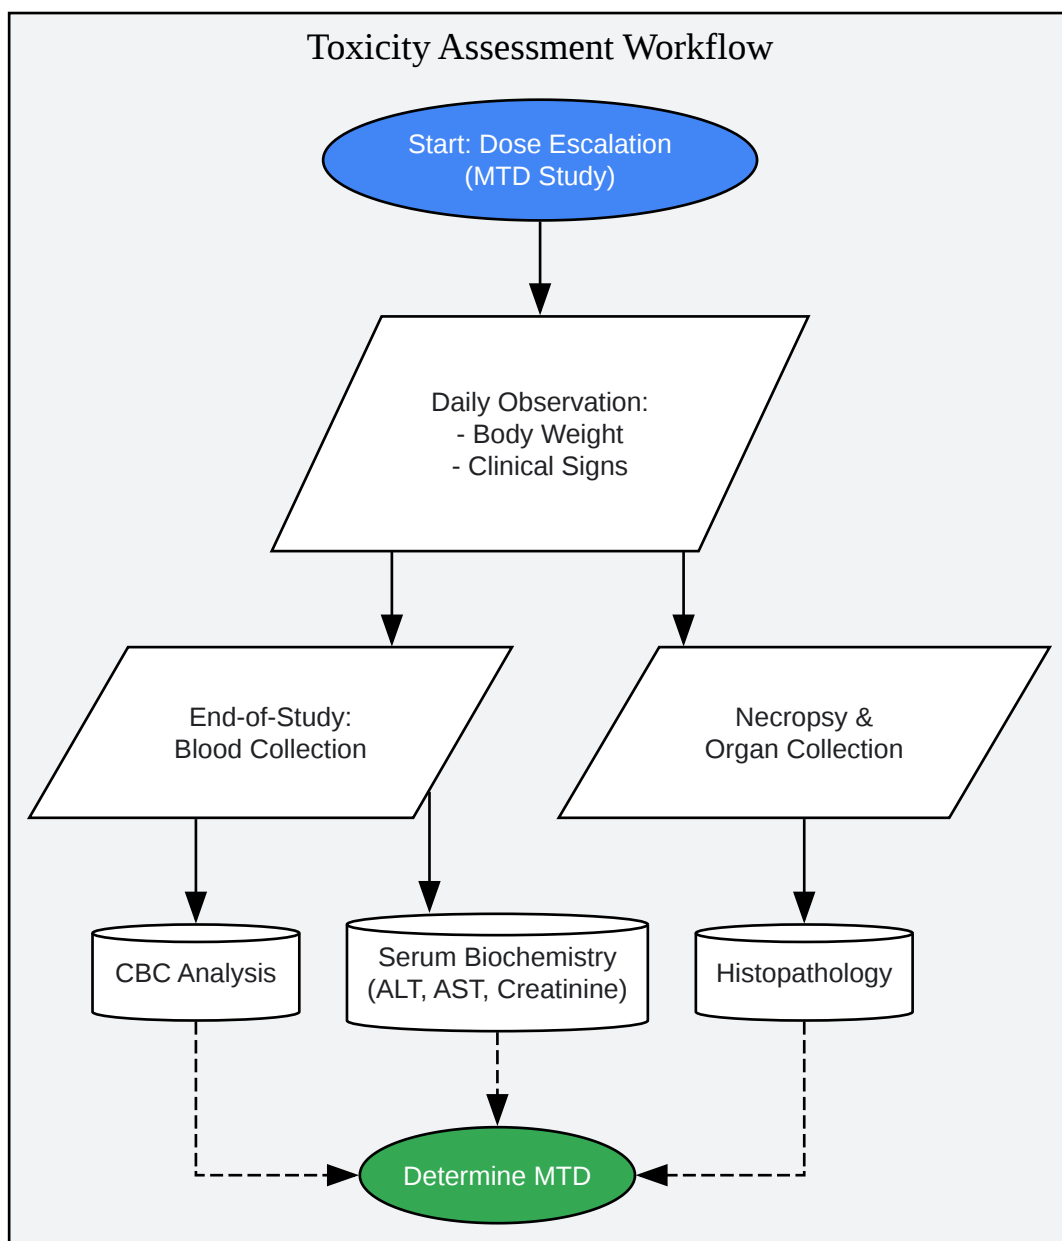 Toxicity Assessment Workflow
Start: Dose Escalation
(MTD Study)
Daily Observation:
- Body Weight
- Clinical Signs
End-of-Study:
Blood Collection
Necropsy &
Organ Collection
CBC Analysis
Serum Biochemistry
(ALT, AST, Creatinine)
Histopathology
Determine MTD